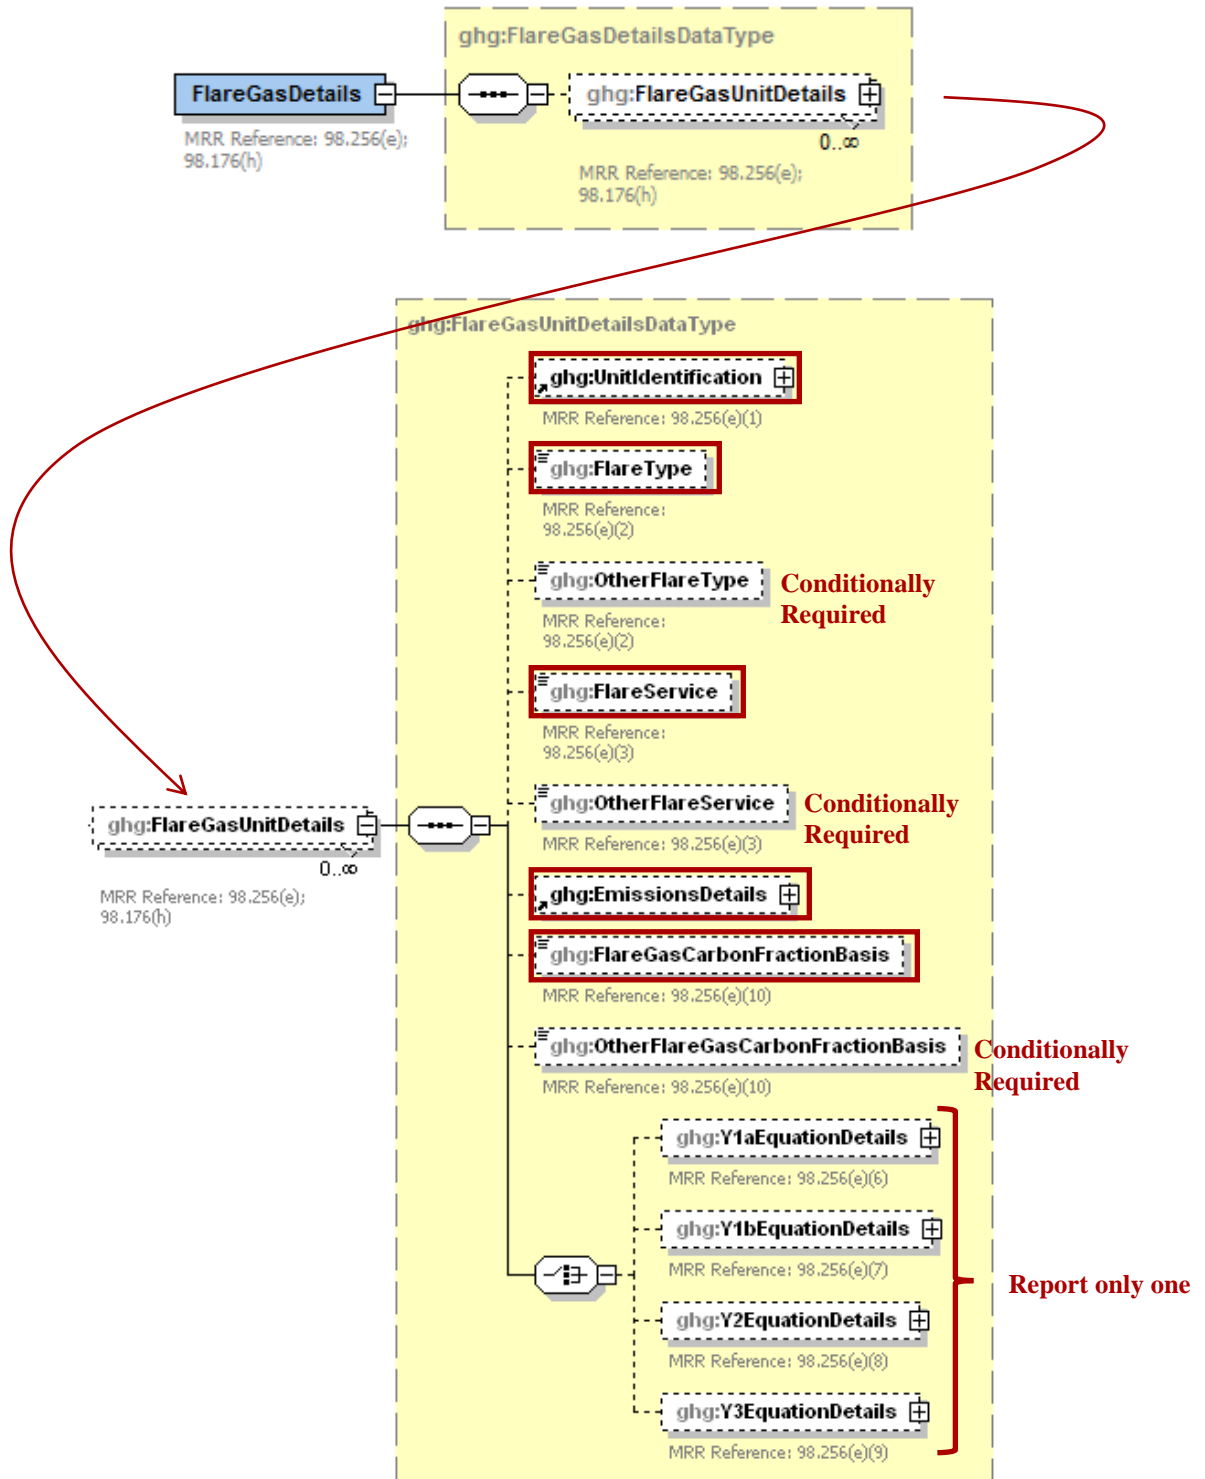 ghg:FlareGasDetailsDataType
FlareGasDetails
ghg:FlareGasUnitDetails
0..∞
MRR Reference: 98.256(e);
98.176(h)
MRR Reference: 98.256(e);
98.176(h)
ghg:FlareGasUnitDetailsDataType
ghg:UnitIdentification
MRR Reference: 98.256(e)(1)
ghg:FlareType
MRR Reference:
98.256(e)(2)
ghg:OtherFlareType
Conditionally
Required
MRR Reference:
98.256(e)(2)
ghg:FlareService
MRR Reference:
98.256(e)(3)
ghg:OtherFlareService
Conditionally
Required
MRR Reference: 98.256(e)(3)
ghg:FlareGasUnitDetails
0..∞
MRR Reference: 98.256(e);
98.176(h)
ghg:EmissionsDetails
ghg:FlareGasCarbonFractionBasis
MRR Reference: 98.256(e)(10)
ghg:OtherFlareGasCarbonFractionBasis
Conditionally
Required
MRR Reference: 98.256(e)(10)
ghg:Y1aEquationDetails
MRR Reference: 98.256(e)(6)
ghg:Y1bEquationDetails
MRR Reference: 98.256(e)(7)
Report only one
ghg:Y2EquationDetails
MRR Reference: 98.256(e)(8)
ghg:Y3EquationDetails
MRR Reference: 98.256(e)(9)